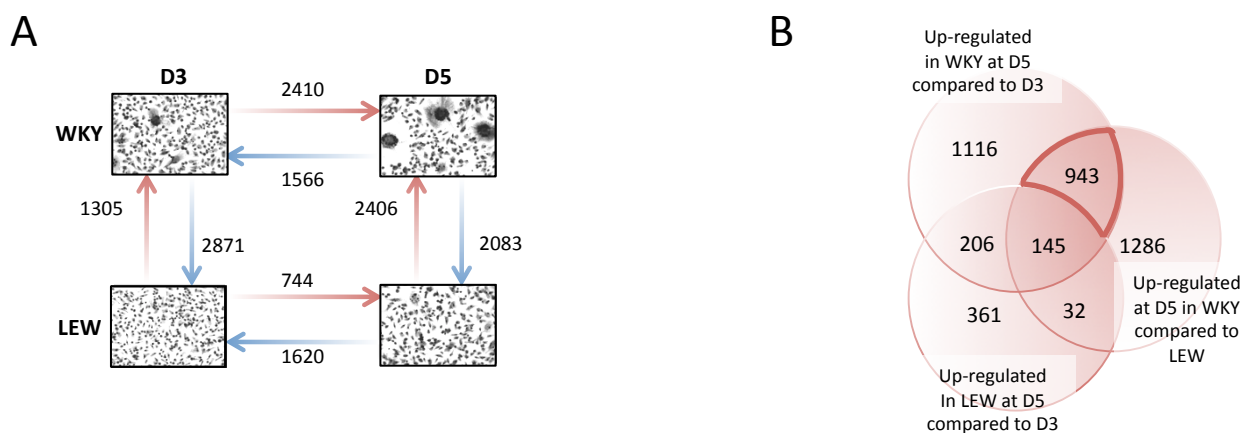 A
D3
D5
WKY
2410
1566
1305
2871
2406
2083
LEW
744
1620
B
Up-regulated
in WKY at D5
compared to D3
1116
943
206
145
1286
361
32
Up-regulated
at D5 in WKY
compared to
LEW
Up-regulated
In LEW at D5
compared to D3